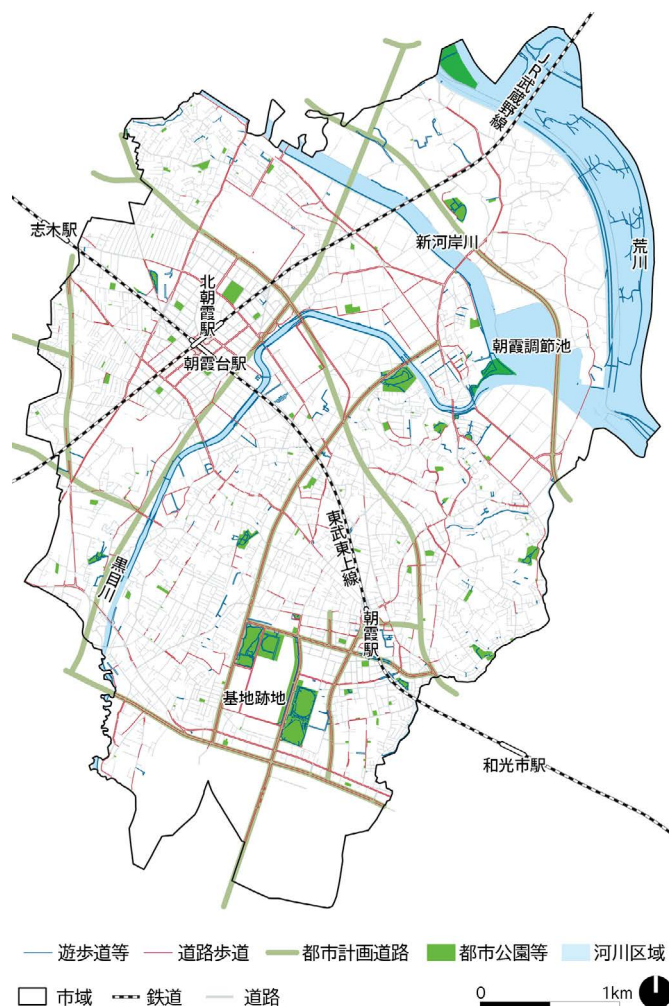 JR武蔵野線
志木駅
新河岸川
荒川
北朝霞駅
朝霞台駅
朝霞調節池
東武東上線
黒目川
朝霞駅
基地跡地
和光市駅
遊歩道等
道路歩道
都市計画道路
都市公園等
河川区域
市域
鉄道
道路
0
1km